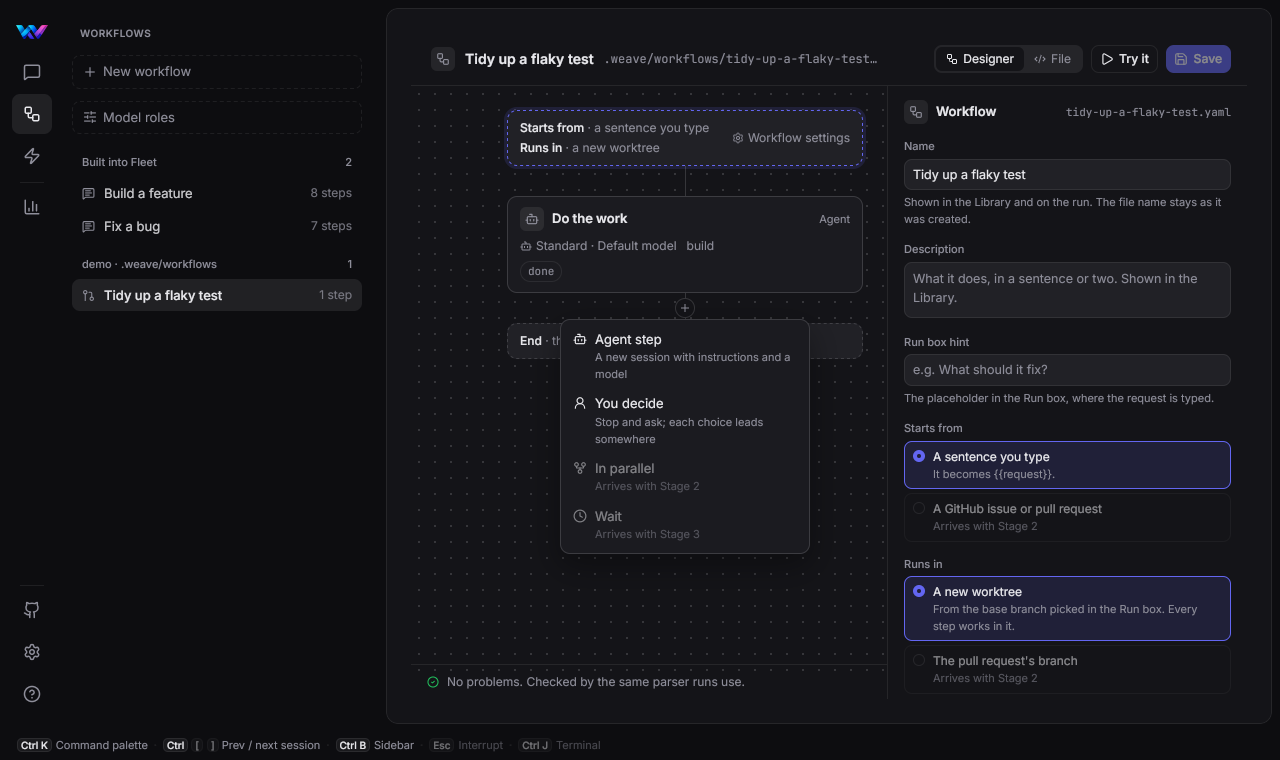 WORKFLOWS
New workflow
Model roles
Built into Fleet 2
Build a feature 8 steps
Fix a bug 7 steps
demo · .weave/workflows 1
Tidy up a flaky test 1 step
Tidy up a flaky test .weave/workflows/tidy-up-a-flaky-test…
Designer File Try it Save
Starts from · a sentence you type
Runs in · a new worktree
Workflow settings
Do the work Agent
Standard · Default model build
done
End · th
Agent step
A new session with instructions and a
model
You decide
Stop and ask; each choice leads
somewhere
In parallel
Arrives with Stage 2
Wait
Arrives with Stage 3
No problems. Checked by the same parser runs use.
Workflow tidy-up-a-flaky-test.yaml
Name
Tidy up a flaky test
Shown in the Library and on the run. The file name stays as it
was created.
Description
What it does, in a sentence or two. Shown in the
Library.
Run box hint
e.g. What should it fix?
The placeholder in the Run box, where the request is typed.
Starts from
A sentence you type
It becomes {{request}}.
A GitHub issue or pull request
Arrives with Stage 2
Runs in
A new worktree
From the base branch picked in the Run box. Every
step works in it.
The pull request's branch
Arrives with Stage 2
Ctrl K Command palette · Ctrl [ ] Prev / next session · Ctrl B Sidebar · Esc Interrupt · Ctrl J Terminal